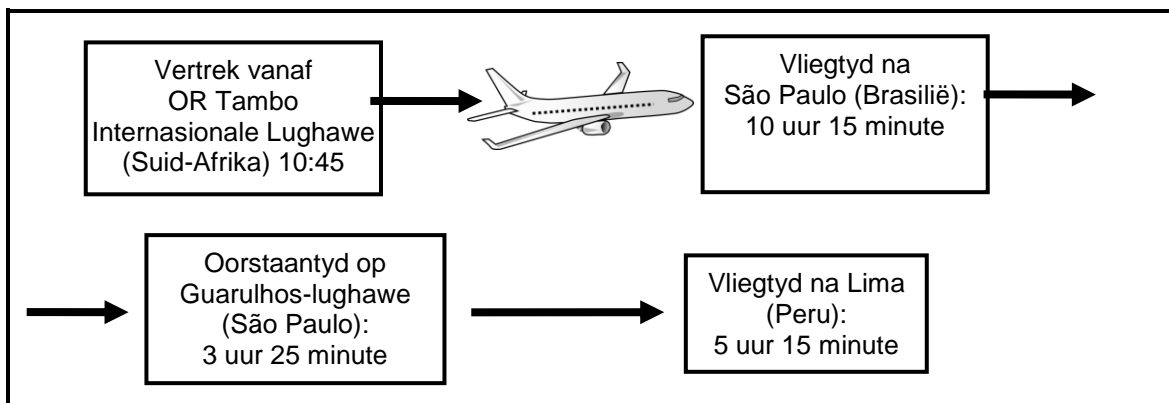 Vertrek vanaf
OR Tambo
Internasionale Lughawe
(Suid-Afrika) 10:45
Vliegtyd na
São Paulo (Brasilië):
10 uur 15 minute
Oorstaantyd op
Guarulhos-lughawe
(São Paulo):
3 uur 25 minute
Vliegtyd na Lima
(Peru):
5 uur 15 minute